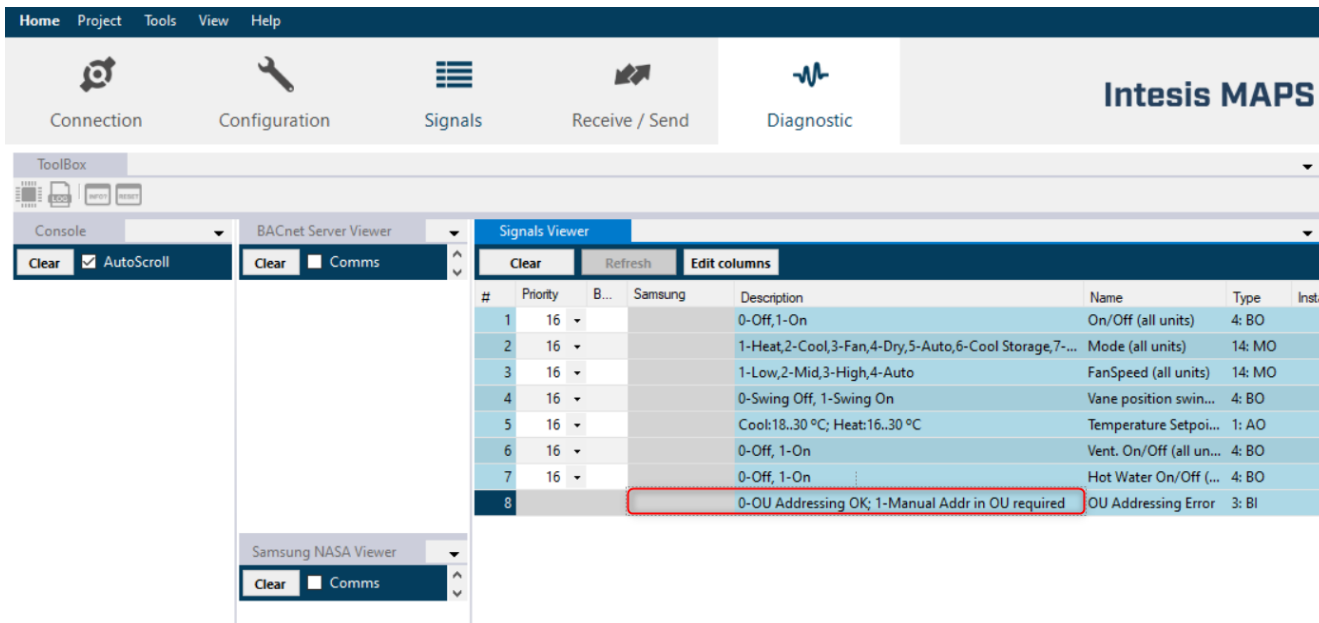 Home Project Tools View Help
Connection Configuration Signals Receive / Send Diagnostic Intesis MAPS
ToolBox
LOG INFO? RESET
Console BACnet Server Viewer Signals Viewer
Clear AutoScroll Clear Comms Clear Refresh Edit columns
# Priority B... Samsung Description Name Type Inst
1 16 0-Off,1-On On/Off (all units) 4: BO
2 16 1-Heat,2-Cool,3-Fan,4-Dry,5-Auto,6-Cool Storage,7-... Mode (all units) 14: MO
3 16 1-Low,2-Mid,3-High,4-Auto FanSpeed (all units) 14: MO
4 16 0-Swing Off, 1-Swing On Vane position swin... 4: BO
5 16 Cool:18..30 ºC; Heat:16..30 ºC Temperature Setpoi... 1: AO
6 16 0-Off, 1-On Vent. On/Off (all un... 4: BO
7 16 0-Off, 1-On Hot Water On/Off (... 4: BO
8 0-OU Addressing OK; 1-Manual Addr in OU required OU Addressing Error 3: BI
Samsung NASA Viewer
Clear Comms